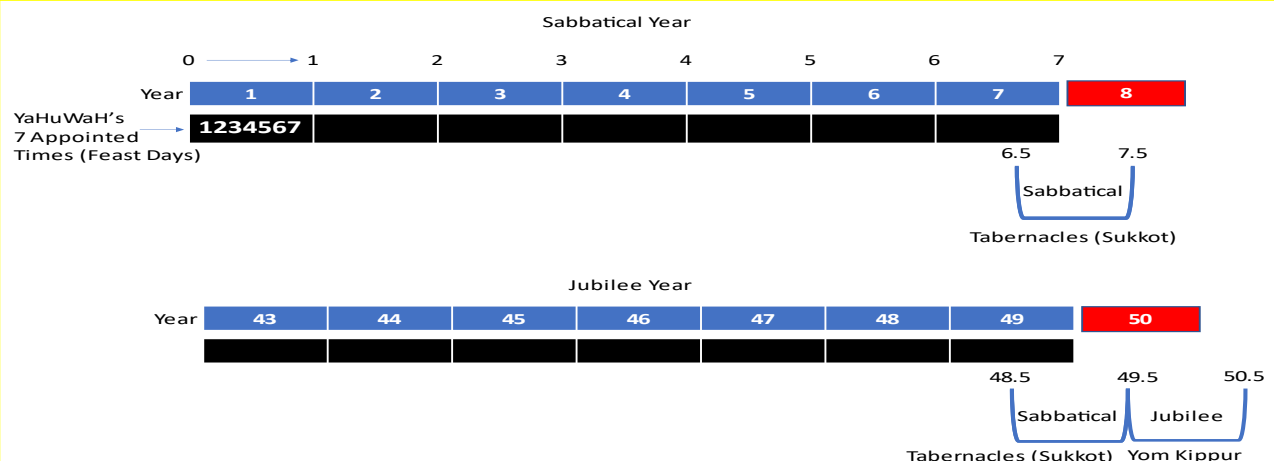 Sabbatical Year
0 1 2 3 4 5 6 7
Year 1 2 3 4 5 6 7 8
YaHuWaH's
7 Appointed
Times (Feast Days)
1234567
6.5 7.5
Sabbatical
Tabernacles (Sukkot)
Jubilee Year
Year 43 44 45 46 47 48 49 50
48.5 49.5 50.5
Sabbatical Jubilee
Tabernacles (Sukkot) Yom Kippur